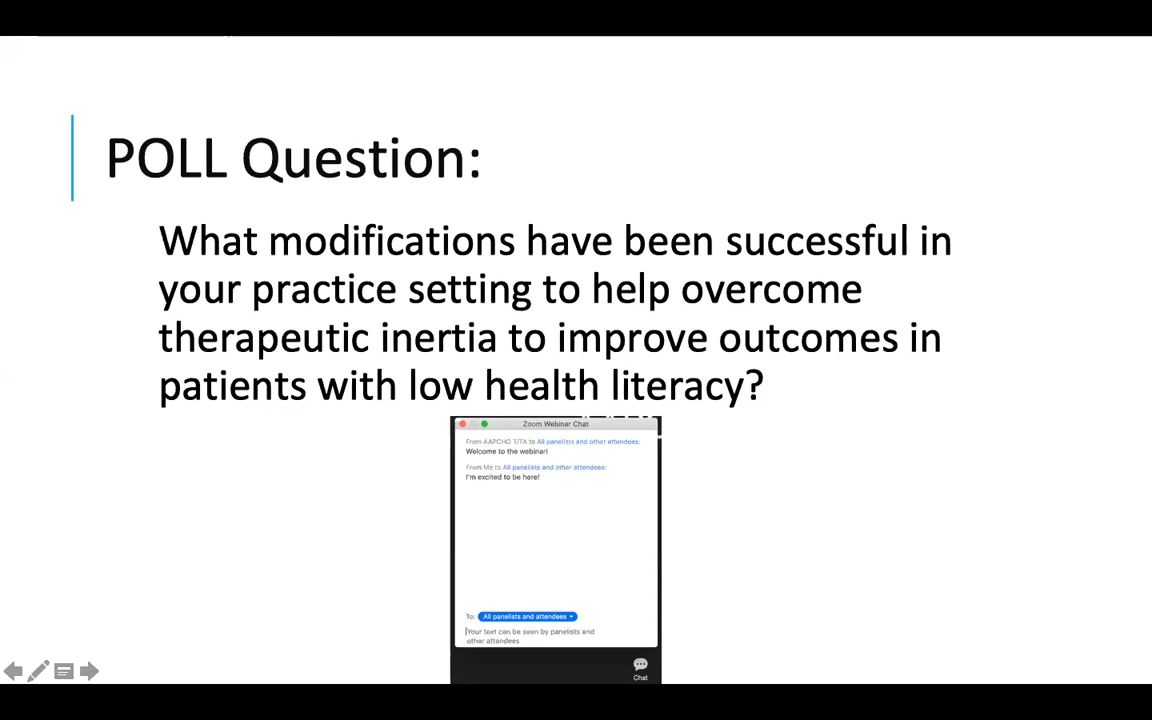 POLL Question:
What modifications have been successful in
your practice setting to help overcome
therapeutic inertia to improve outcomes in
patients with low health literacy?
Zoom Webinar Chat
From AAPCHO T/TA to All panelists and other attendees:
Welcome to the webinar!
From Me to All panelists and other attendees:
I'm excited to be here!
To: All panelists and attendees
Your text can be seen by panelists and
other attendees
Chat